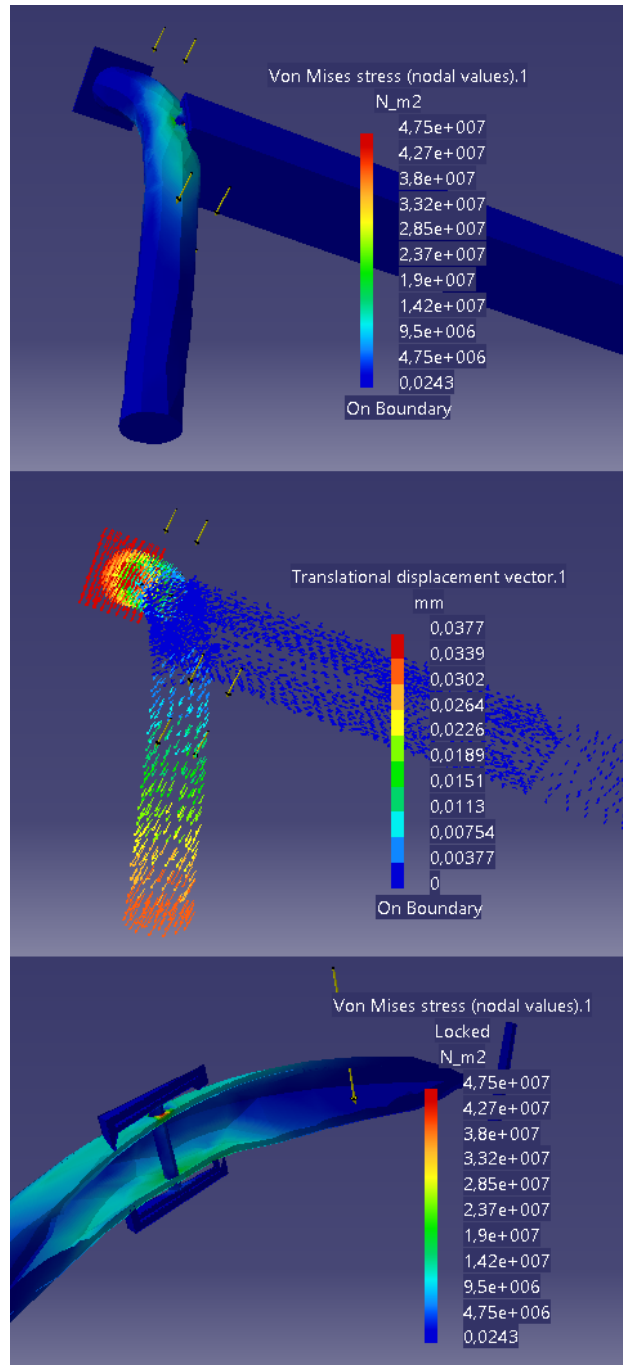 Von Mises stress (nodal values).1
N_m2
4,75e+007
4,27e+007
3,8e+007
3,32e+007
2,85e+007
2,37e+007
1,9e+007
1,42e+007
9,5e+006
4,75e+006
0,0243
On Boundary
Translational displacement vector.1
mm
0,0377
0,0339
0,0302
0,0264
0,0226
0,0189
0,0151
0,0113
0,00754
0,00377
0
On Boundary
Von Mises stress (nodal values).1
Locked
N_m2
4,75e+007
4,27e+007
3,8e+007
3,32e+007
2,85e+007
2,37e+007
1,9e+007
1,42e+007
9,5e+006
4,75e+006
0,0243